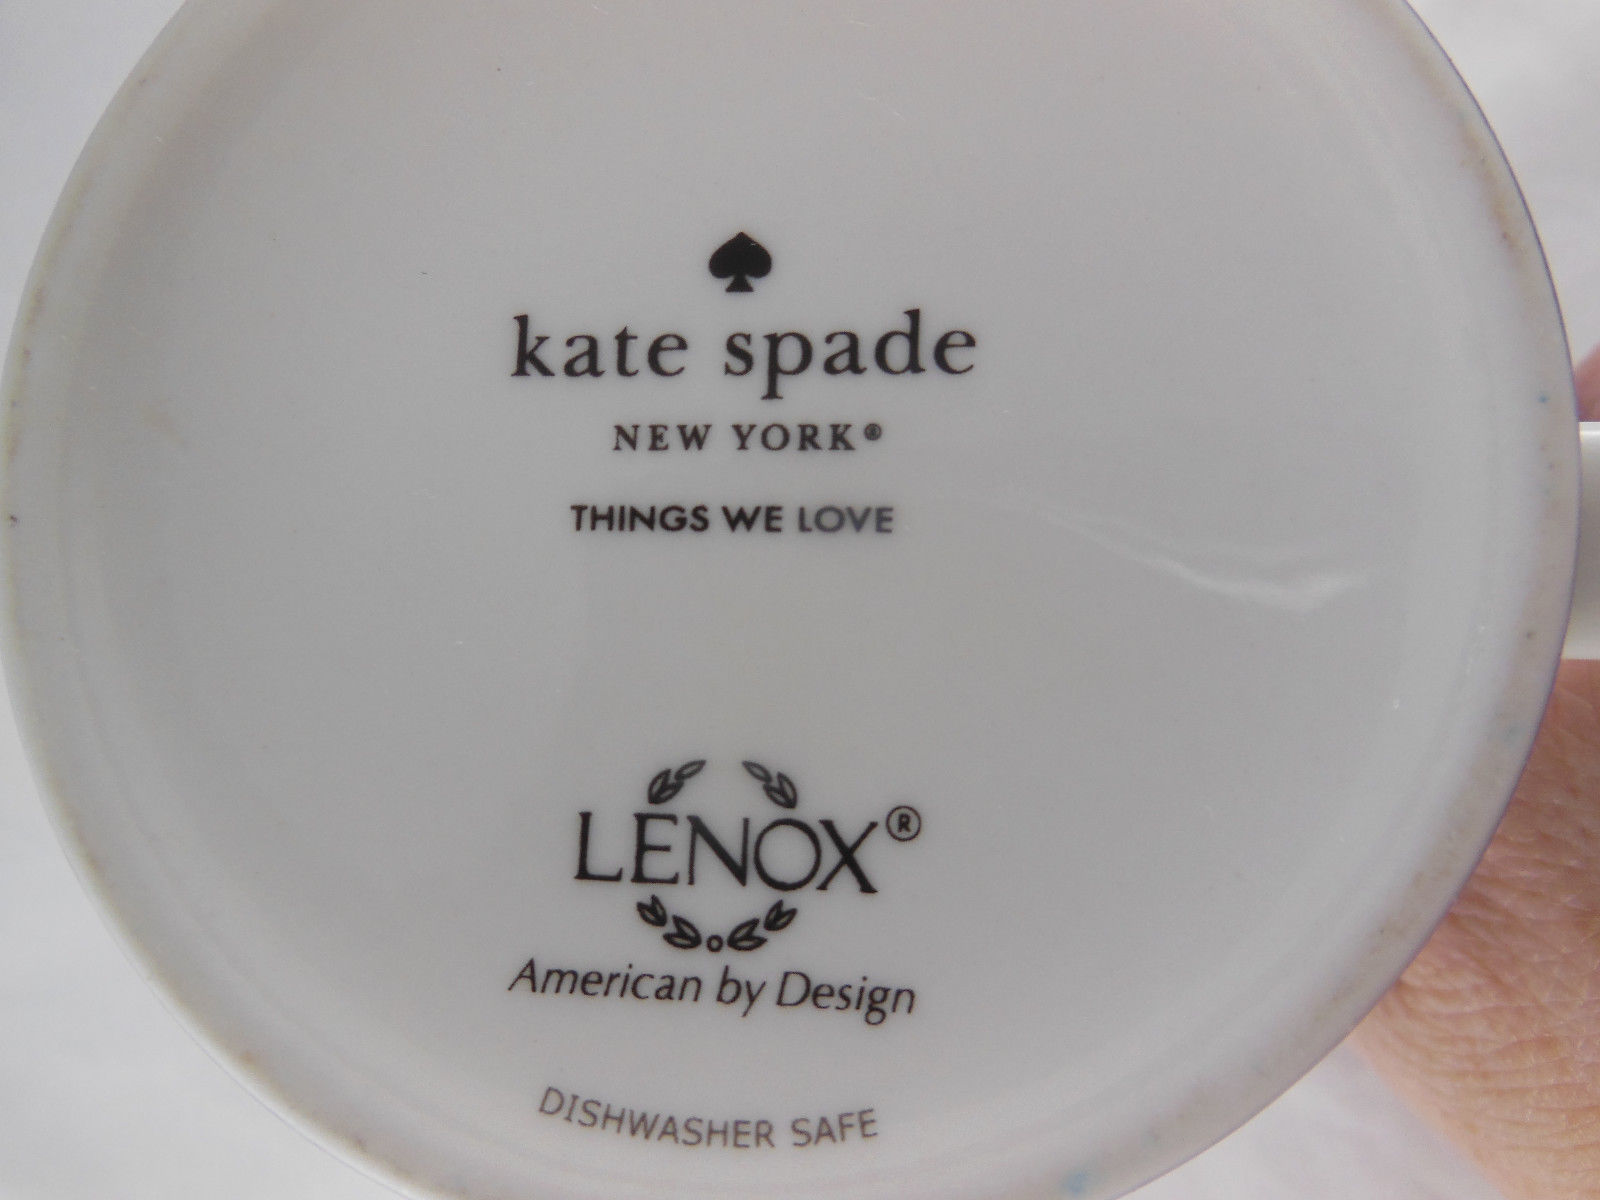 kate spade
NEW YORK®
THINGS WE LOVE
LENOX®
American by Design
DISHWASHER SAFE